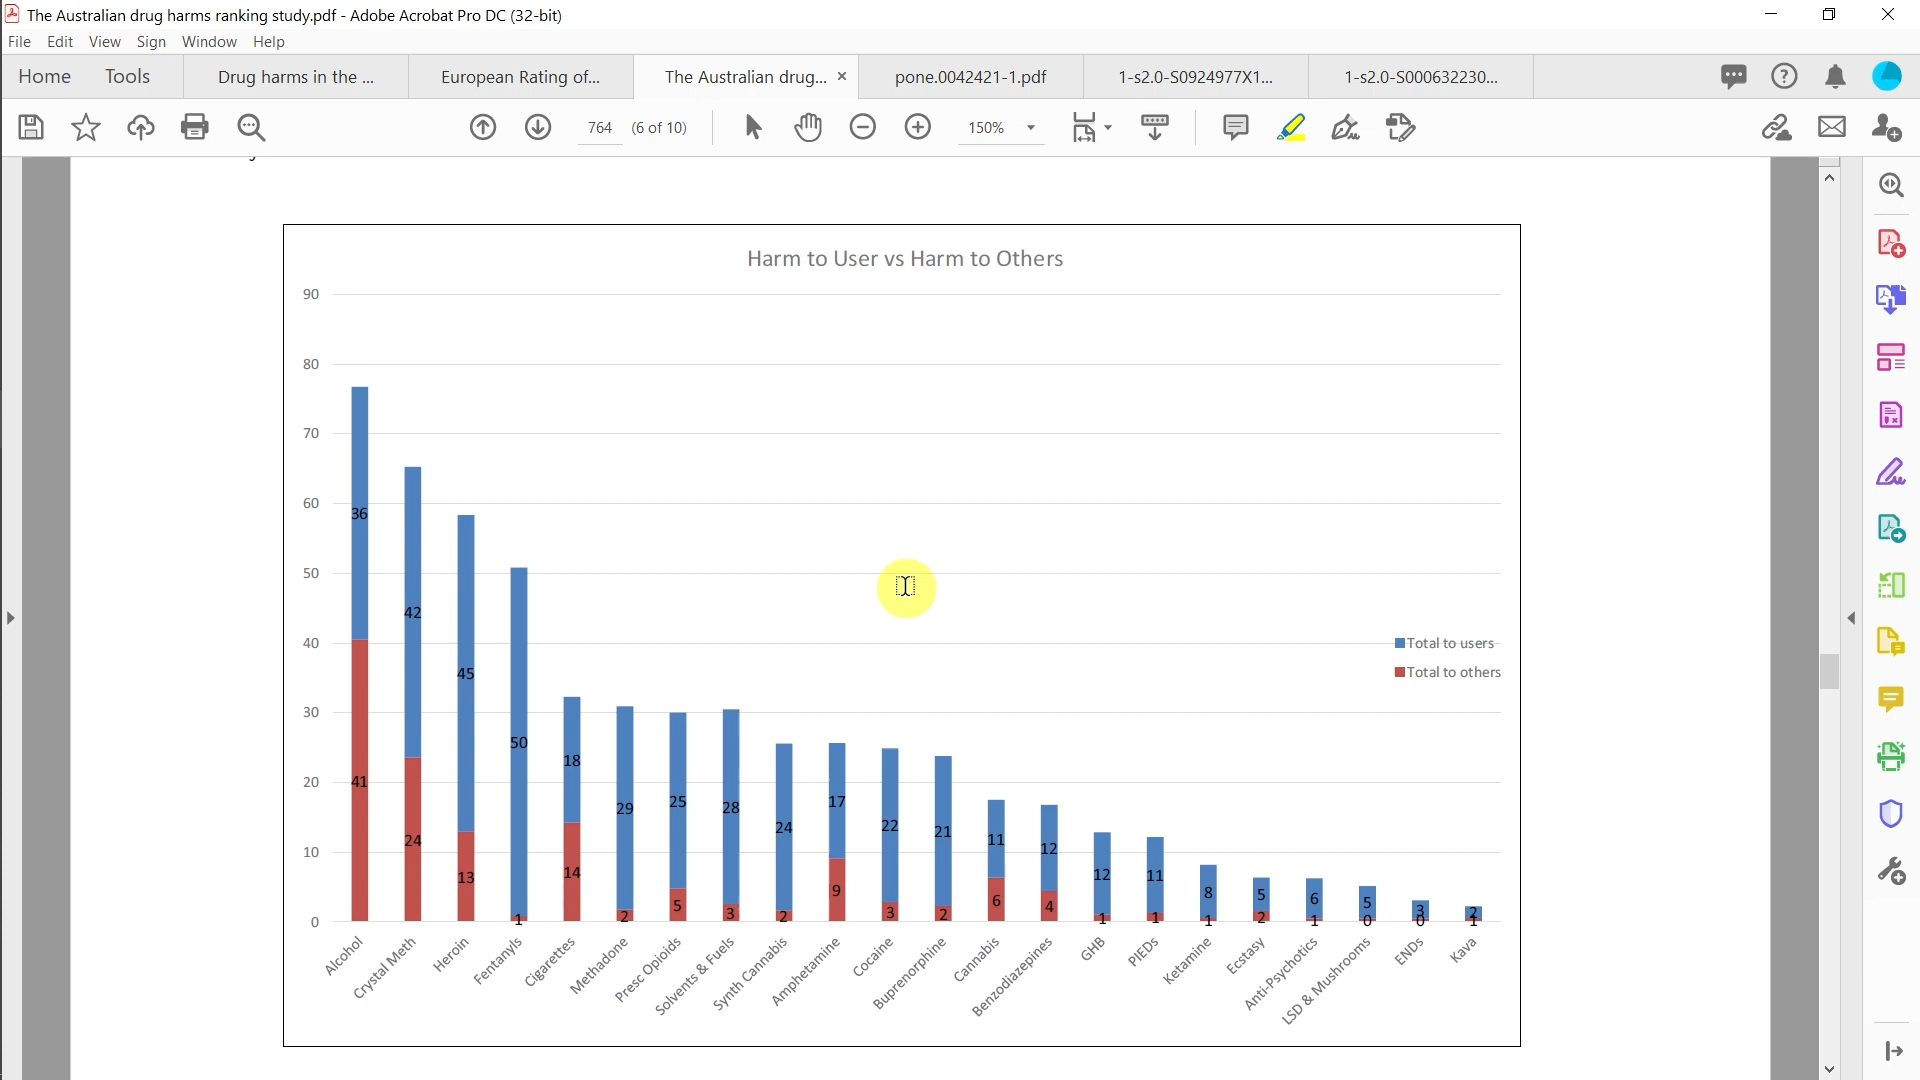 The Australian drug harms ranking study.pdf - Adobe Acrobat Pro DC (32-bit)
File Edit View Sign Window Help
Home Tools Drug harms in the ... European Rating of... The Australian drug... × pone.0042421-1.pdf 1-s2.0-S0924977X1... 1-s2.0-S000632230...
764 (6 of 10) 150%
Harm to User vs Harm to Others
90
80
70
60
50
40
30
20
10
0
36 42 45 50 18 29 25 28 24 17 22 21 11 12 12 11 8 5 6 5 3 2
41 24 13 1 14 2 5 3 2 9 3 2 6 4 1 1 1 2 1 0 0 1
Total to users
Total to others
Alcohol
Crystal Meth
Heroin
Fentanyls
Cigarettes
Methadone
Presc Opioids
Solvents & Fuels
Synth Cannabis
Amphetamine
Cocaine
Buprenorphine
Cannabis
Benzodiazepines
GHB
PIEDs
Ketamine
Ecstasy
Anti-Psychotics
LSD & Mushrooms
ENDs
Kava